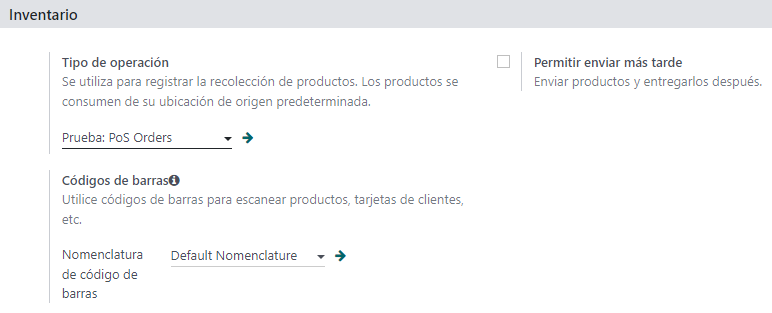 Inventario
Tipo de operación
Se utiliza para registrar la recolección de productos. Los productos se
consumen de su ubicación de origen predeterminada.
Prueba: PoS Orders
Permitir enviar más tarde
Enviar productos y entregarlos después.
Códigos de barras
Utilice códigos de barras para escanear productos, tarjetas de clientes,
etc.
Nomenclatura
de código de
barras
Default Nomenclature